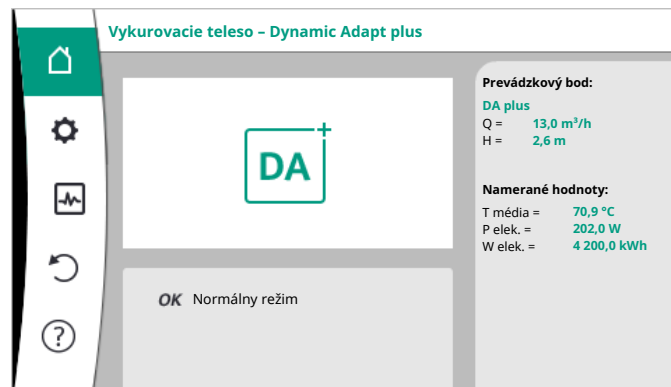 Vykurovacie teleso – Dynamic Adapt plus
DA
+
OK Normálny režim
Prevádzkový bod:
DA plus
Q = 13,0 m³/h
H = 2,6 m
Namerané hodnoty:
T média = 70,9 °C
P elek. = 202,0 W
W elek. = 4 200,0 kWh
?